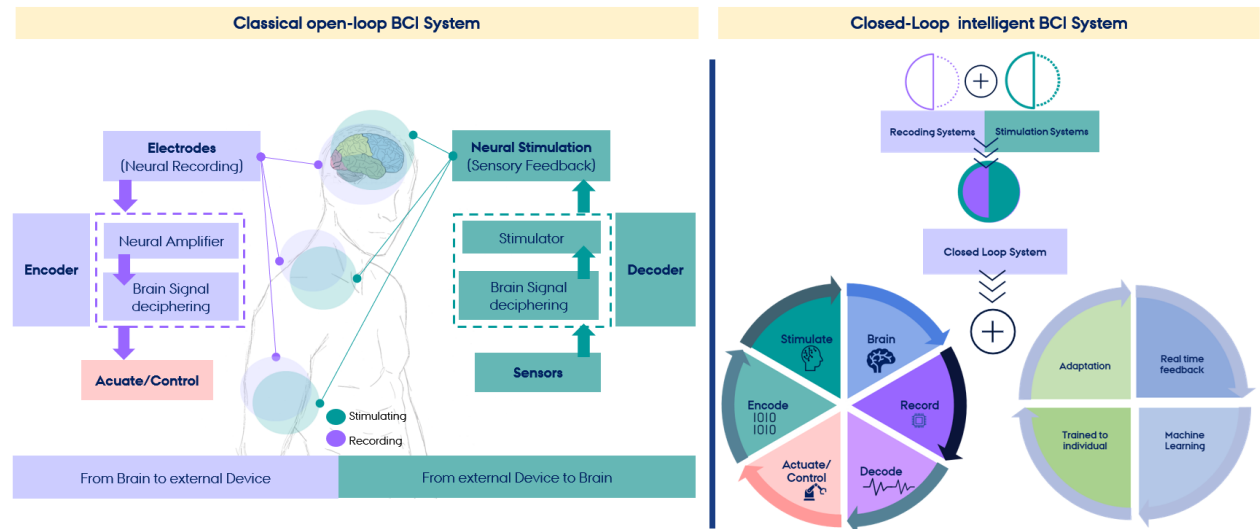 Classical open-loop BCI System
Electrodes
(Neural Recording)
Encoder
Neural Amplifier
Brain Signal
deciphering
Acuate/Control
Neural Stimulation
(Sensory Feedback)
Stimulator
Brain Signal
deciphering
Decoder
Sensors
Stimulating
Recording
From Brain to external Device
From external Device to Brain
Closed-Loop intelligent BCI System
Recoding Systems
Stimulation Systems
Closed Loop System
Stimulate
Brain
Encode
1010
1010
Record
Actuate/
Control
Decode
Adaptation
Real time
feedback
Trained to
individual
Machine
Learning